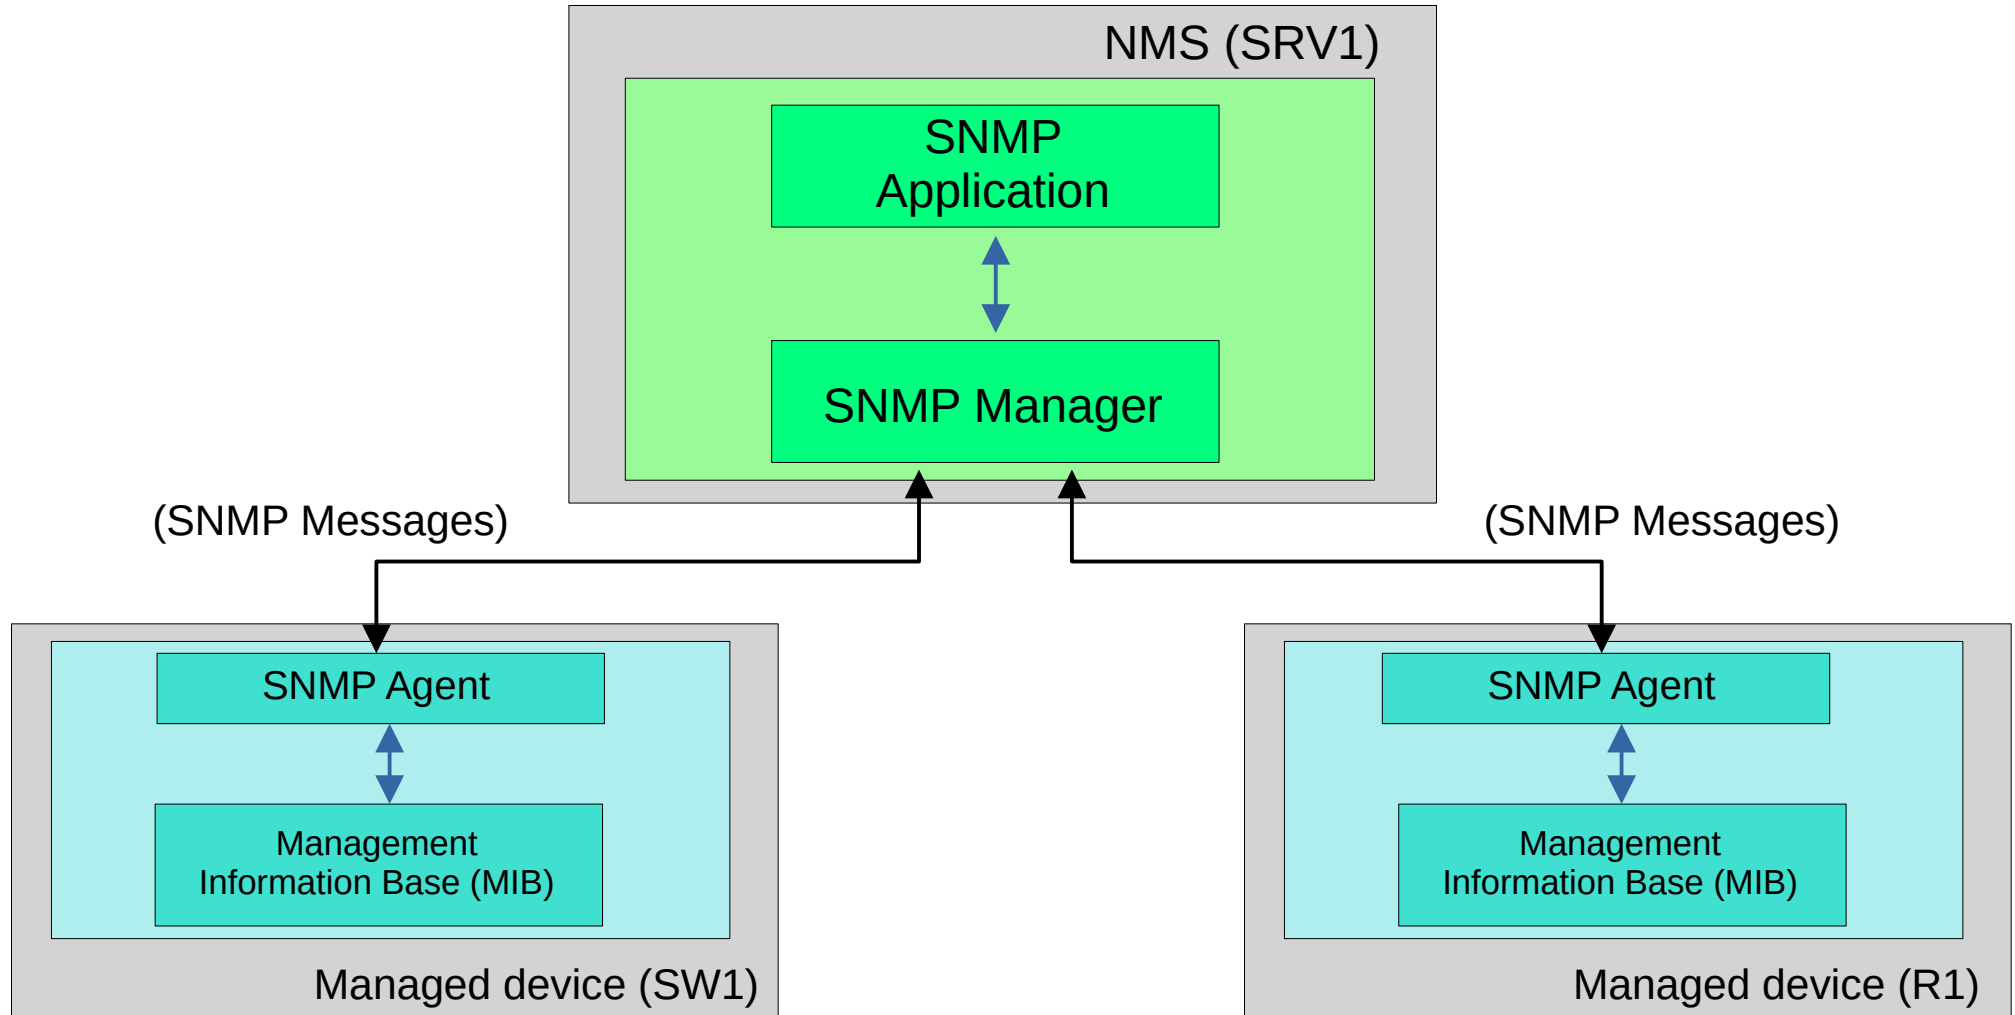 NMS (SRV1)
SNMP
Application
SNMP Manager
(SNMP Messages)
(SNMP Messages)
SNMP Agent
Management
Information Base (MIB)
Managed device (SW1)
SNMP Agent
Management
Information Base (MIB)
Managed device (R1)